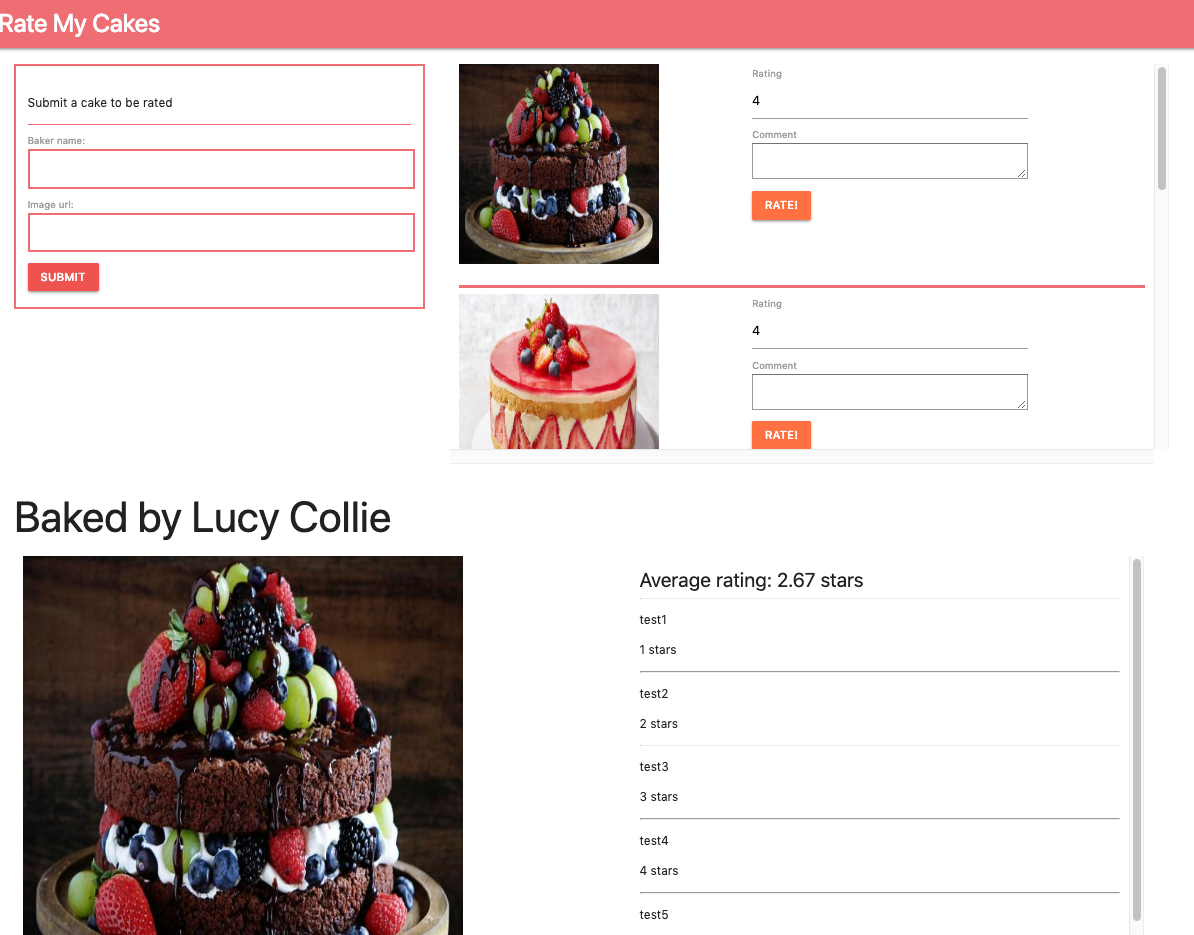 Rate My Cakes
Submit a cake to be rated
Baker name:
Image url:
SUBMIT
Rating
4
Comment
RATE!
Rating
4
Comment
RATE!
Baked by Lucy Collie
Average rating: 2.67 stars
test1
1 stars
test2
2 stars
test3
3 stars
test4
4 stars
test5